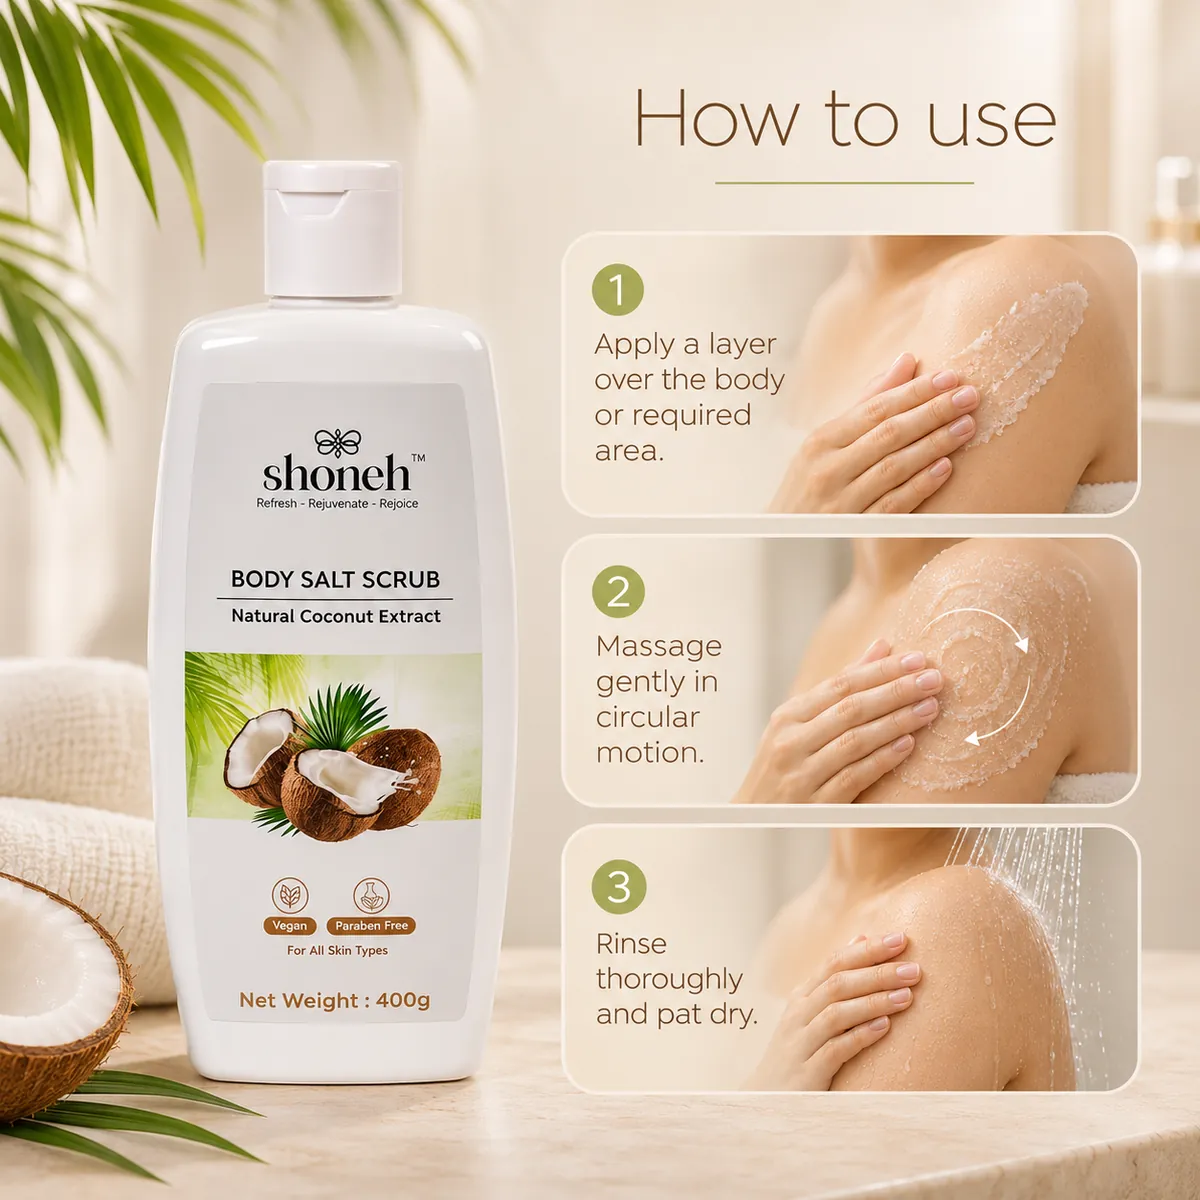 How to use
shoneh™
Refresh - Rejuvenate - Rejoice
BODY SALT SCRUB
Natural Coconut Extract
Vegan
Paraben Free
For All Skin Types
Net Weight : 400g
1
Apply a layer
over the body
or required
area.
2
Massage
gently in
circular
motion.
3
Rinse
thoroughly
and pat dry.